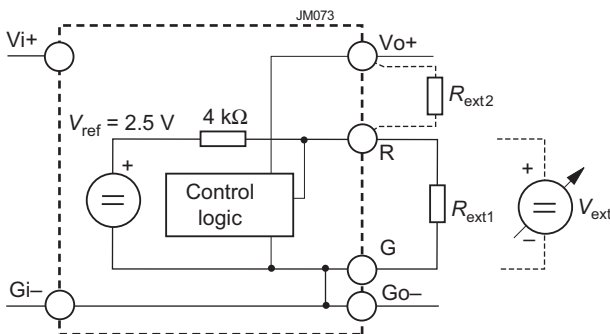 JM073
Vi+
Vo+
Rext2
Vref = 2.5 V
4 kΩ
R
+
Control
logic
Rext1
+
Vext
–
G
Gi–
Go–